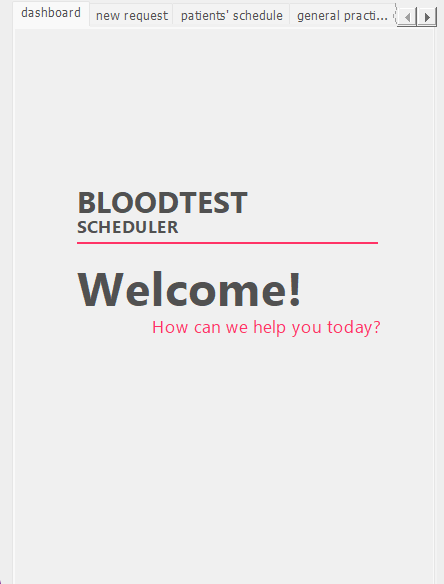 dashboard new request patients' schedule general practi...
BLOODTEST
SCHEDULER
Welcome!
How can we help you today?